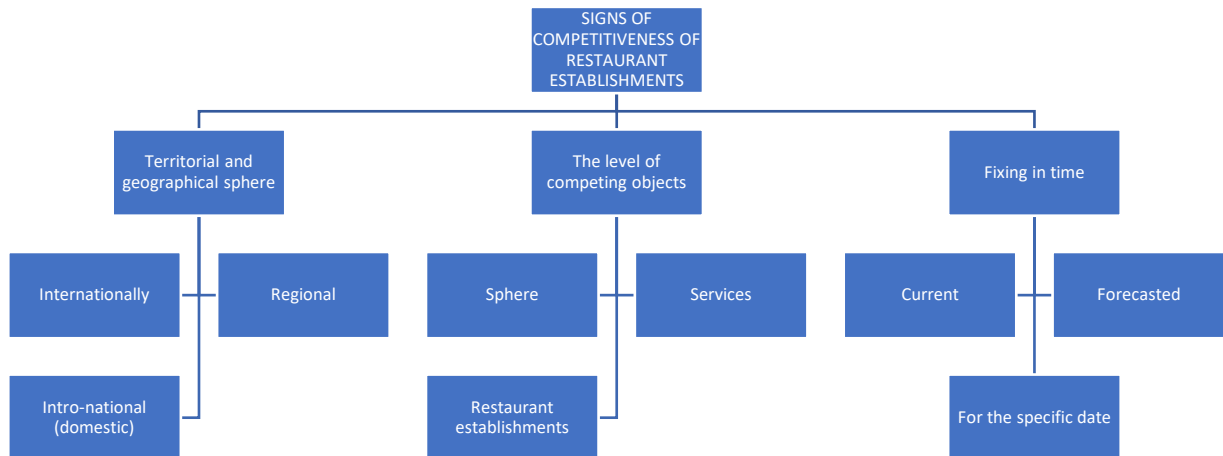 SIGNS OF
COMPETITIVENESS OF
RESTAURANT
ESTABLISHMENTS
Territorial and
geographical sphere
The level of
competing objects
Fixing in time
Internationally
Regional
Sphere
Services
Current
Forecasted
Intro-national
(domestic)
Restaurant
establishments
For the specific date